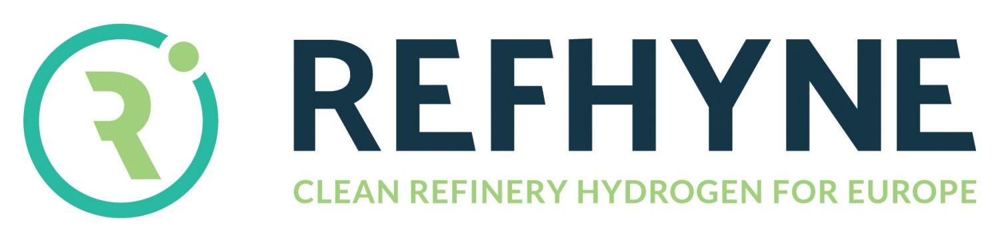 R
REFHYNE
CLEAN REFINERY HYDROGEN FOR EUROPE